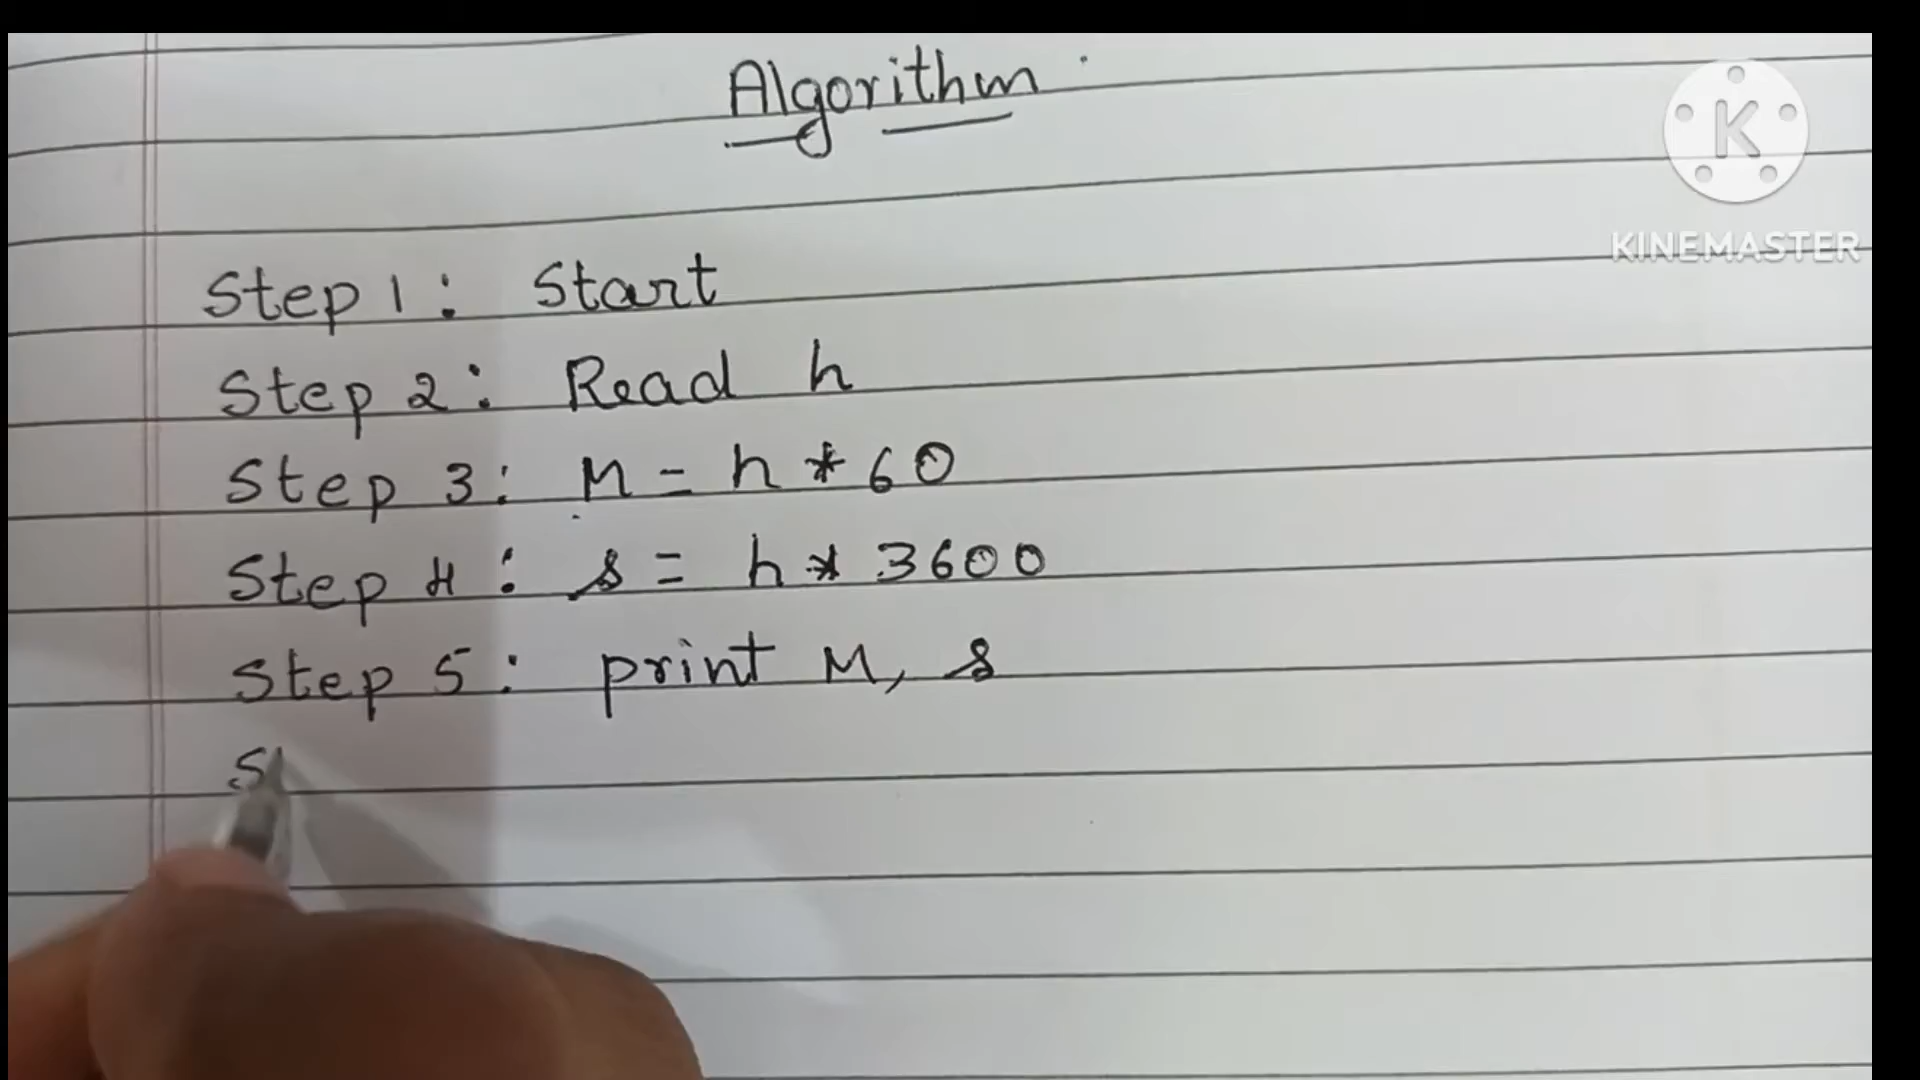 Algorithm
K
KINEMASTER
Step 1: Start
Step 2: Read h
Step 3: M = h * 60
Step 4: s = h * 3600
Step 5: print M, s
S